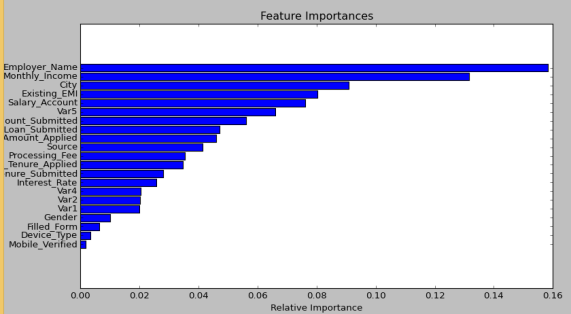 Feature Importances
Employer_Name
Monthly_Income
City
Existing_EMI
Salary_Account
Var5
ount_Submitted
Loan_Submitted
Amount_Applied
Source
Processing_Fee
_Tenure_Applied
nure_Submitted
Interest_Rate
Var4
Var2
Var1
Gender
Filled_Form
Device_Type
Mobile_Verified
0.00 0.02 0.04 0.06 0.08 0.10 0.12 0.14 0.16
Relative Importance